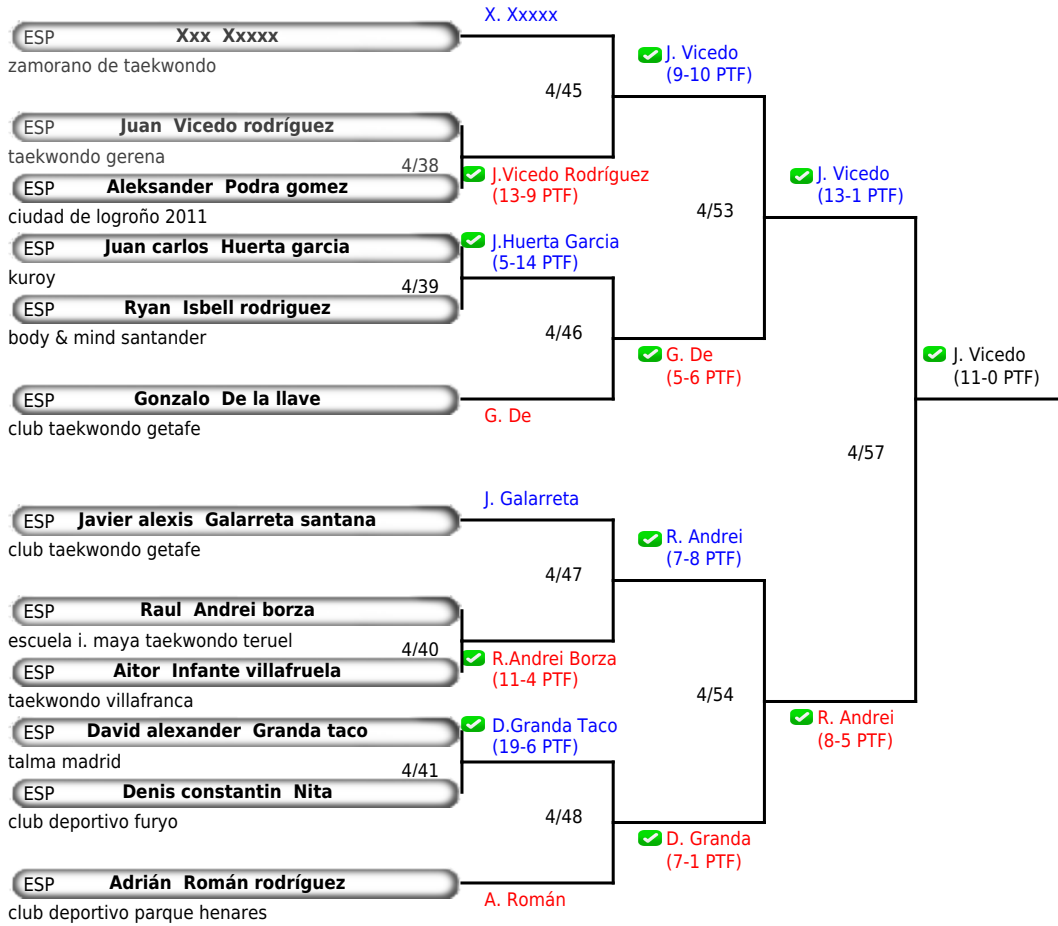 X. Xxxxx
ESP Xxx Xxxxx
zamorano de taekwondo
J. Vicedo
(9-10 PTF)
4/45
ESP Juan Vicedo rodríguez
taekwondo gerena
4/38
J.Vicedo Rodríguez
(13-9 PTF)
ESP Aleksander Podra gomez
ciudad de logroño 2011
J. Vicedo
(13-1 PTF)
4/53
ESP Juan carlos Huerta garcia
kuroy
J.Huerta Garcia
(5-14 PTF)
4/39
ESP Ryan Isbell rodriguez
body & mind santander
4/46
G. De
(5-6 PTF)
J. Vicedo
(11-0 PTF)
ESP Gonzalo De la llave
club taekwondo getafe
G. De
4/57
J. Galarreta
ESP Javier alexis Galarreta santana
club taekwondo getafe
R. Andrei
(7-8 PTF)
4/47
ESP Raul Andrei borza
escuela i. maya taekwondo teruel
4/40
R.Andrei Borza
(11-4 PTF)
ESP Aitor Infante villafruela
taekwondo villafranca
4/54
R. Andrei
(8-5 PTF)
ESP David alexander Granda taco
talma madrid
D.Granda Taco
(19-6 PTF)
4/41
ESP Denis constantin Nita
club deportivo furyo
4/48
D. Granda
(7-1 PTF)
ESP Adrián Román rodríguez
club deportivo parque henares
A. Román